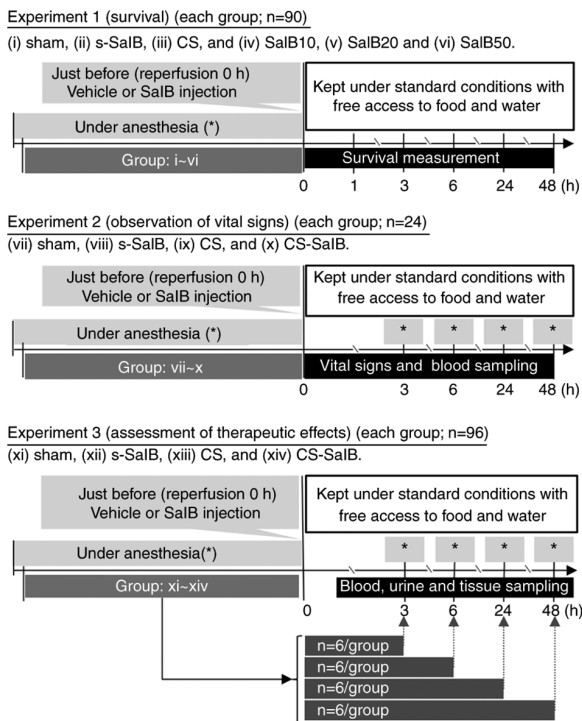 Experiment 1 (survival) (each group; n=90)
(i) sham, (ii) s-SalB, (iii) CS, and (iv) SalB10, (v) SalB20 and (vi) SalB50.
Just before (reperfusion 0 h)
Vehicle or SalB injection
Kept under standard conditions with
free access to food and water
Under anesthesia (*)
Group: i~vi
Survival measurement
0 1 3 6 24 48 (h)
Experiment 2 (observation of vital signs) (each group; n=24)
(vii) sham, (viii) s-SalB, (ix) CS, and (x) CS-SalB.
Just before (reperfusion 0 h)
Vehicle or SalB injection
Kept under standard conditions with
free access to food and water
Under anesthesia (*)
* * * *
Group: vii~x
Vital signs and blood sampling
0 3 6 24 48 (h)
Experiment 3 (assessment of therapeutic effects) (each group; n=96)
(xi) sham, (xii) s-SalB, (xiii) CS, and (xiv) CS-SalB.
Just before (reperfusion 0 h)
Vehicle or SalB injection
Kept under standard conditions with
free access to food and water
Under anesthesia(*)
* * * *
Group: xi~xiv
Blood, urine and tissue sampling
0 3 6 24 48 (h)
n=6/group
n=6/group
n=6/group
n=6/group